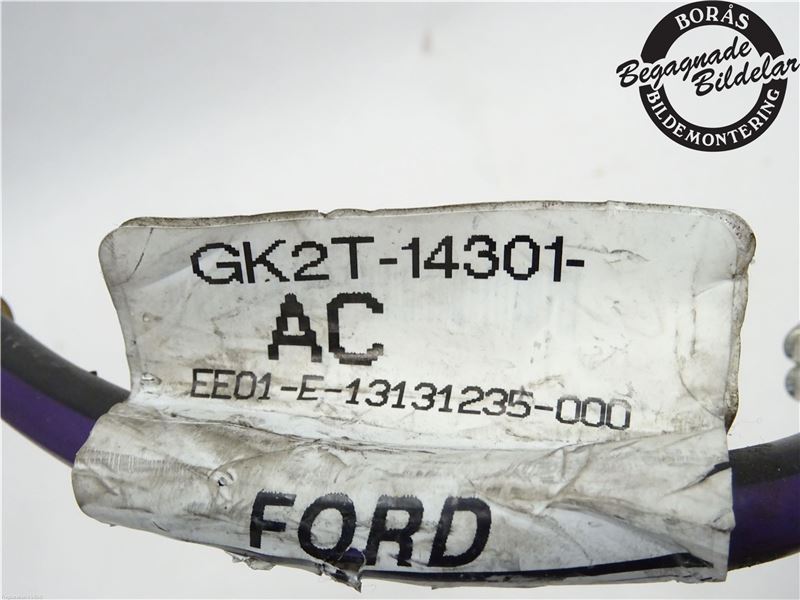 BORÅS
Begagnade
Bildelar
BILDEMONTERING
GK2T-14301-
AC
EE01-E-13131235-000
FORD